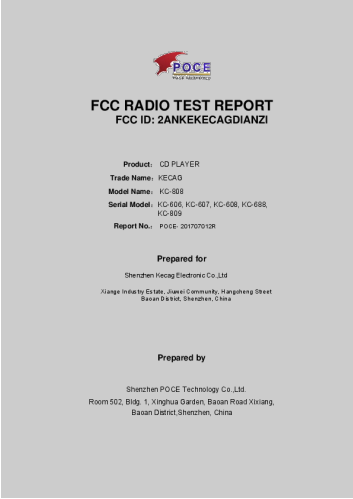 POCE
FCC RADIO TEST REPORT
FCC ID: 2ANKEKECAGDIANZI
Product： CD PLAYER
Trade Name： KECAG
Model Name： KC-808
Serial Model： KC-606, KC-607, KC-608, KC-688,
KC-809
Report No.： POCE- 201707012R
Prepared for
Shenzhen Kecag Electronic Co.,Ltd
Xiange Industry Estate, Jiuwei Community, Hangcheng Street
Baoan District, Shenzhen, China
Prepared by
Shenzhen POCE Technology Co.,Ltd.
Room 502, Bldg. 1, Xinghua Garden, Baoan Road Xixiang,
Baoan District,Shenzhen, China